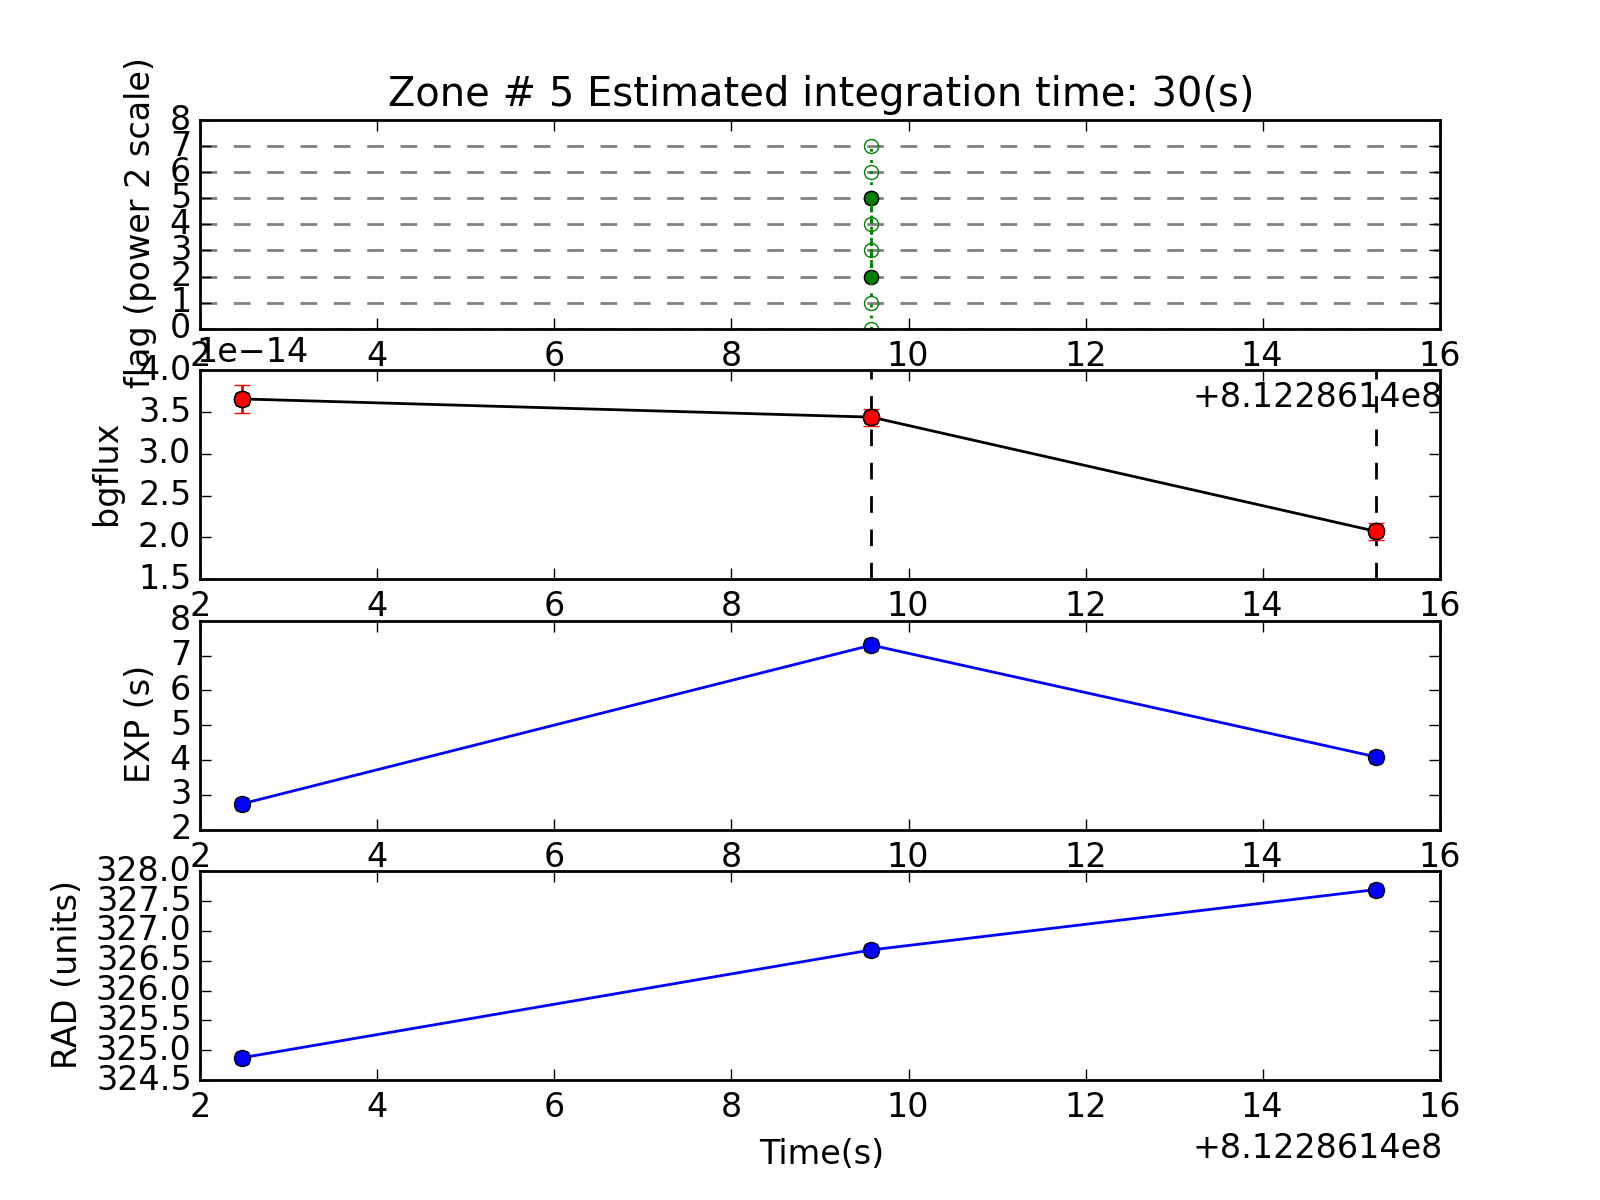 Zone # 5 Estimated integration time: 30(s)
flag (power 2 scale)
8
7
6
5
4
3
2
1
0
2 4 6 8 10 12 14 16
1e−14
+8.1228614e8
bgflux
4.0
3.5
3.0
2.5
2.0
1.5
2 4 6 8 10 12 14 16
EXP (s)
8
7
6
5
4
3
2
2 4 6 8 10 12 14 16
RAD (units)
328.0
327.5
327.0
326.5
326.0
325.5
325.0
324.5
2 4 6 8 10 12 14 16
Time(s)
+8.1228614e8